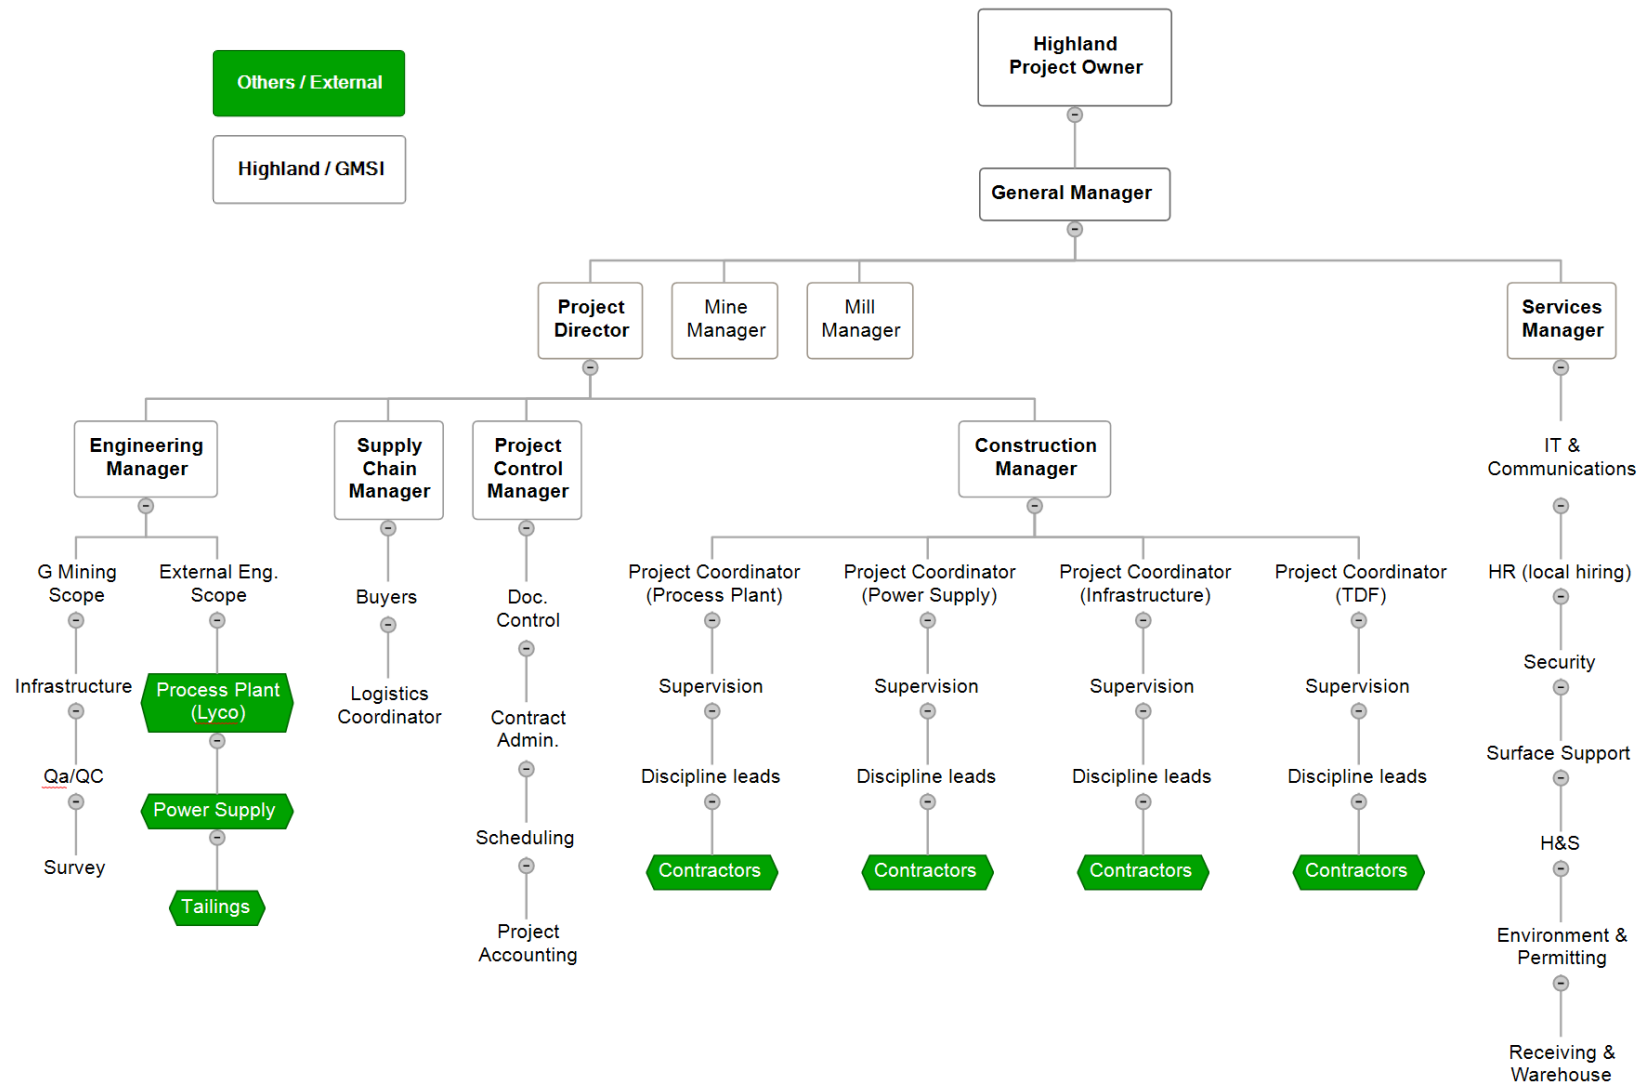 Others / External
Highland / GMSI
Highland
Project Owner
General Manager
Project
Director
Mine
Manager
Mill
Manager
Services
Manager
Engineering
Manager
Supply
Chain
Manager
Project
Control
Manager
Construction
Manager
IT &
Communications
G Mining
Scope
External Eng.
Scope
Buyers
Doc.
Control
Project Coordinator
(Process Plant)
Project Coordinator
(Power Supply)
Project Coordinator
(Infrastructure)
Project Coordinator
(TDF)
HR (local hiring)
Infrastructure
Process Plant
(Lyco)
Logistics
Coordinator
Contract
Admin.
Supervision
Supervision
Supervision
Supervision
Security
Qa/QC
Power Supply
Scheduling
Discipline leads
Discipline leads
Discipline leads
Discipline leads
Surface Support
Survey
Tailings
Project
Accounting
Contractors
Contractors
Contractors
Contractors
H&S
Environment &
Permitting
Receiving &
Warehouse